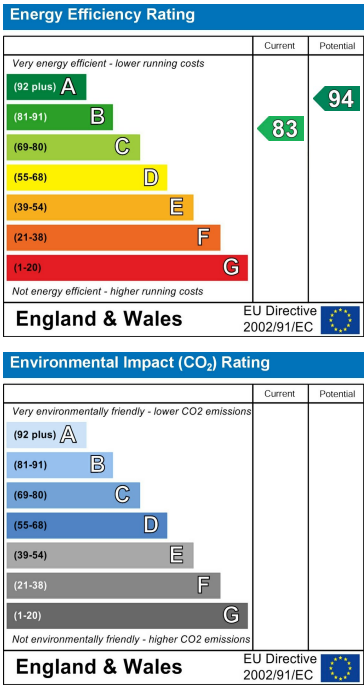 Energy Efficiency Rating
Current Potential
Very energy efficient - lower running costs
(92 plus) A
(81-91) B
(69-80) C
(55-68) D
(39-54) E
(21-38) F
(1-20) G
83
94
Not energy efficient - higher running costs
England & Wales
EU Directive
2002/91/EC
Environmental Impact (CO₂) Rating
Current Potential
Very environmentally friendly - lower CO2 emissions
(92 plus) A
(81-91) B
(69-80) C
(55-68) D
(39-54) E
(21-38) F
(1-20) G
Not environmentally friendly - higher CO2 emissions
England & Wales
EU Directive
2002/91/EC